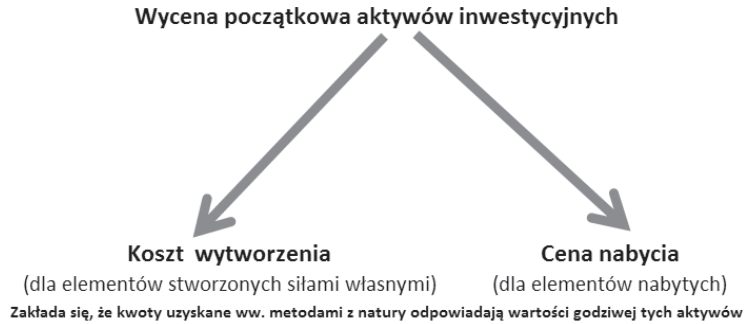 Wycena początkowa aktywów inwestycyjnych
Koszt wytworzenia
(dla elementów stworzonych siłami własnymi)
Cena nabycia
(dla elementów nabytych)
Zakłada się, że kwoty uzyskane ww. metodami z natury odpowiadają wartości godziwej tych aktywów